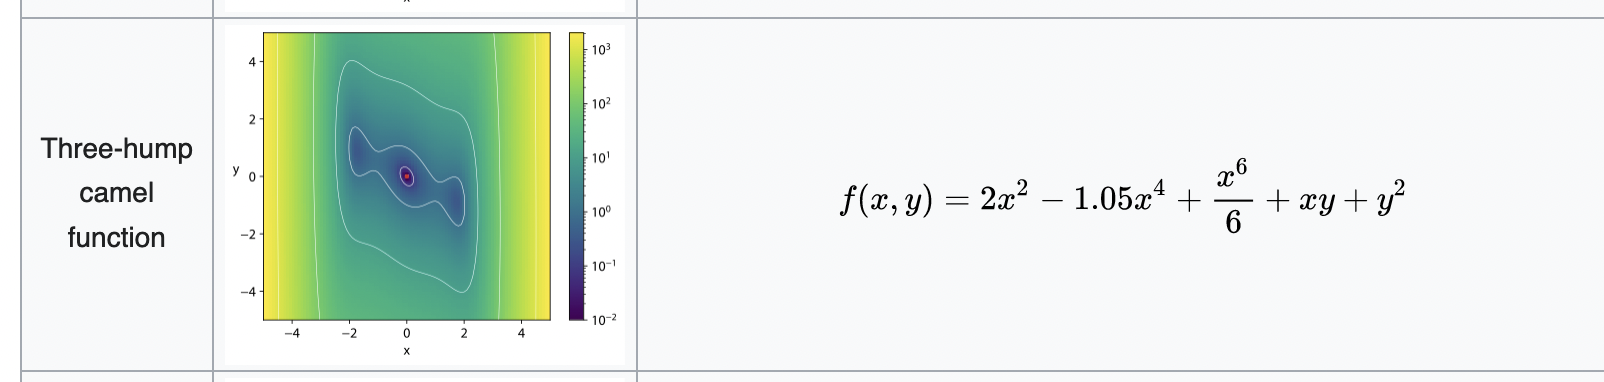 x
Three-hump
camel
function
4
2
y 0
−2
−4
−4 −2 0 2 4
x
10³
10²
10¹
10⁰
10⁻¹
10⁻²
f(x, y) = 2x² − 1.05x⁴ + x⁶/6 + xy + y²